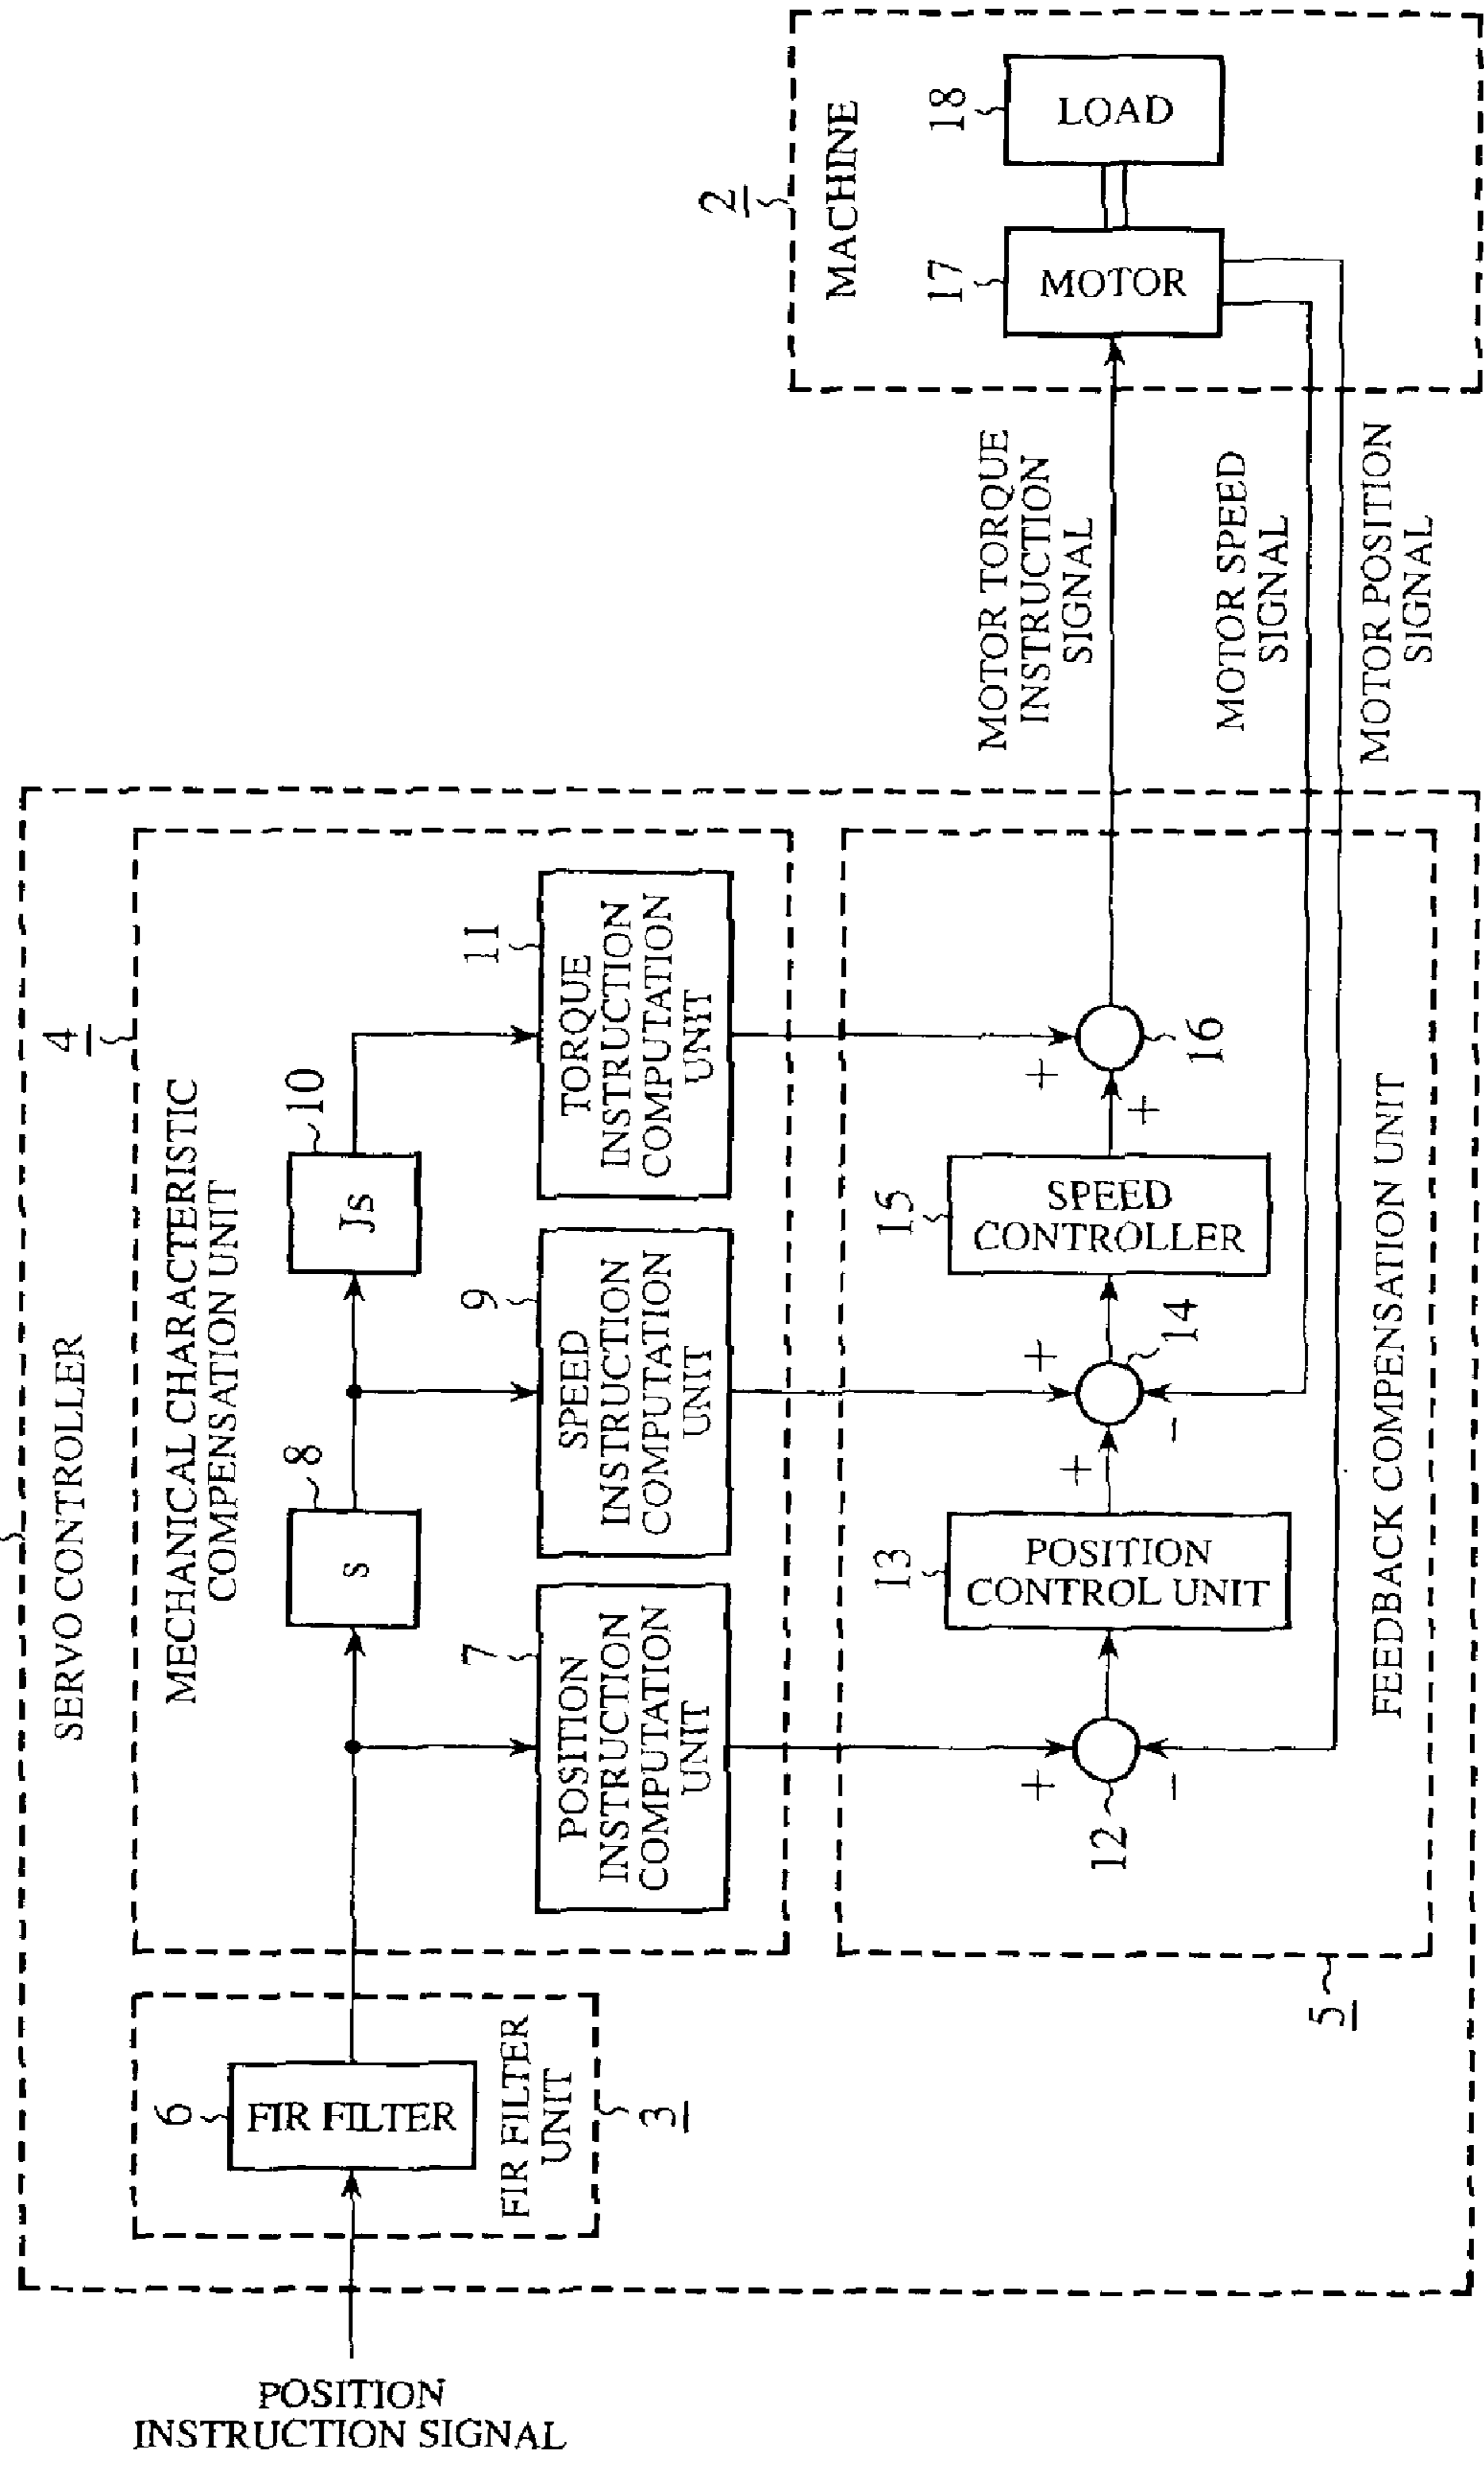 SERVO CONTROLLER
4
MECHANICAL CHARACTERISTIC
COMPENSATION UNIT
6
FIR FILTER
FIR FILTER
UNIT
3
POSITION
INSTRUCTION SIGNAL
8
s
10
Js
7
POSITION
INSTRUCTION
COMPUTATION
UNIT
9
SPEED
INSTRUCTION
COMPUTATION
UNIT
11
TORQUE
INSTRUCTION
COMPUTATION
UNIT
2
MACHINE
17
MOTOR
18
LOAD
MOTOR TORQUE
INSTRUCTION
SIGNAL
MOTOR SPEED
SIGNAL
MOTOR POSITION
SIGNAL
+
−
12
13
POSITION
CONTROL UNIT
+
+
−
14
15
SPEED
CONTROLLER
+
+
16
FEEDBACK COMPENSATION UNIT
5